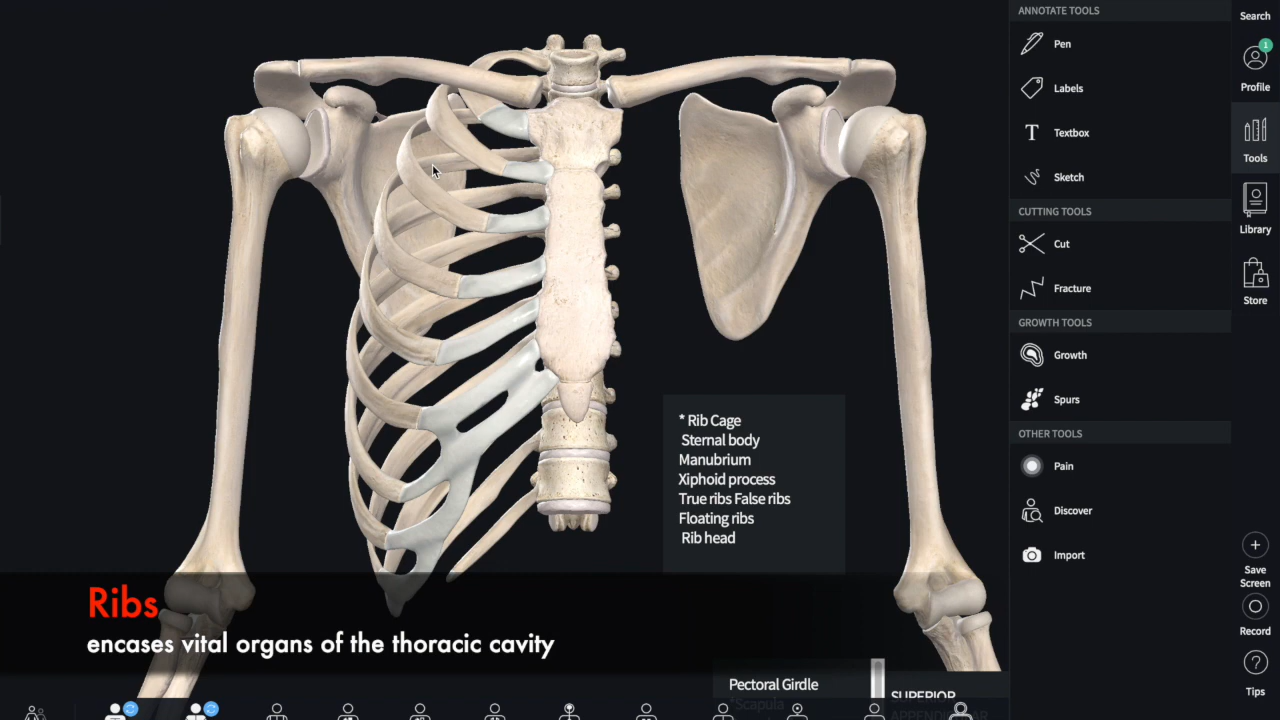 ANNOTATE TOOLS
Pen
Labels
T Textbox
Sketch
CUTTING TOOLS
Cut
Fracture
GROWTH TOOLS
Growth
Spurs
OTHER TOOLS
Pain
Discover
Import
Search
1
Profile
Tools
Library
Store
+
Save
Screen
Record
?
Tips
* Rib Cage
Sternal body
Manubrium
Xiphoid process
True ribs False ribs
Floating ribs
Rib head
Ribs
encases vital organs of the thoracic cavity
Pectoral Girdle
*Scapula
SUPERIOR